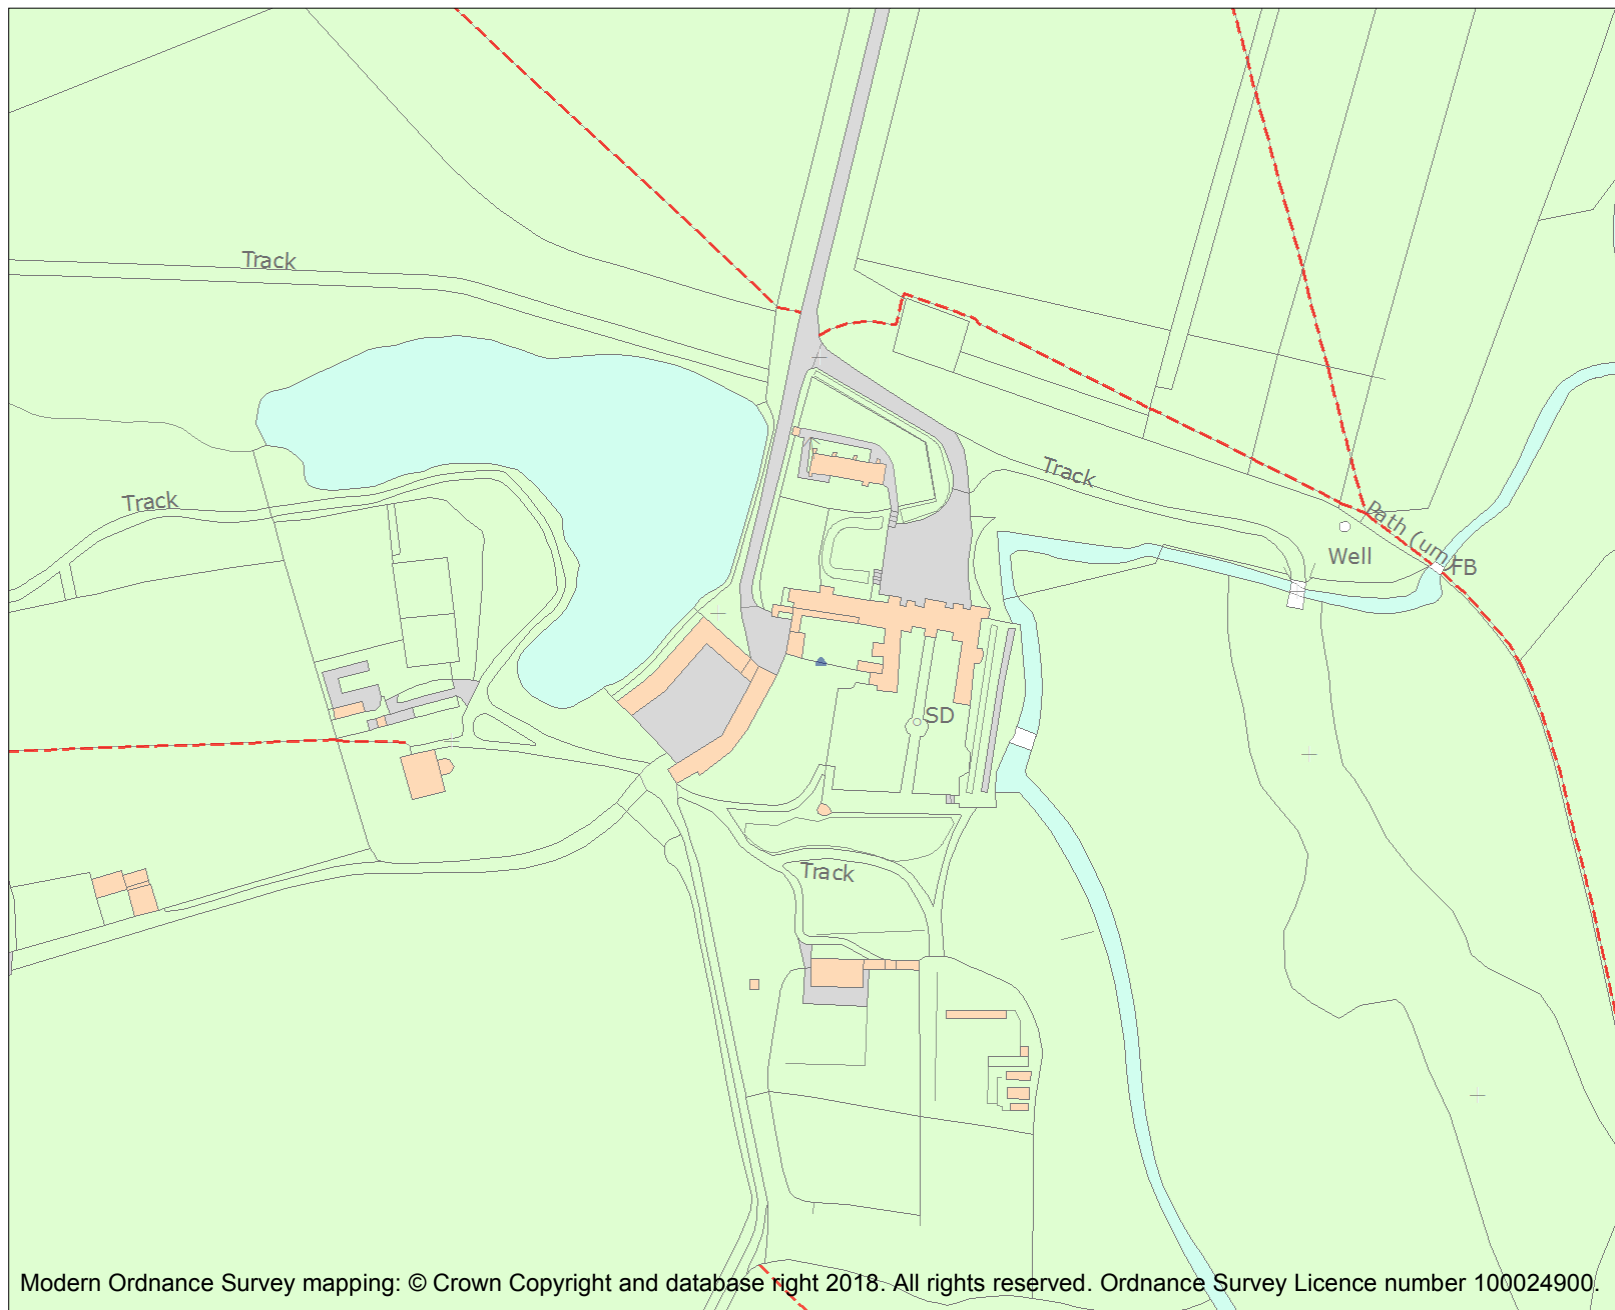 Track
Track
Track
Path (um)
Well
FB
SD
Track
Modern Ordnance Survey mapping: © Crown Copyright and database right 2018. All rights reserved. Ordnance Survey Licence number 100024900.